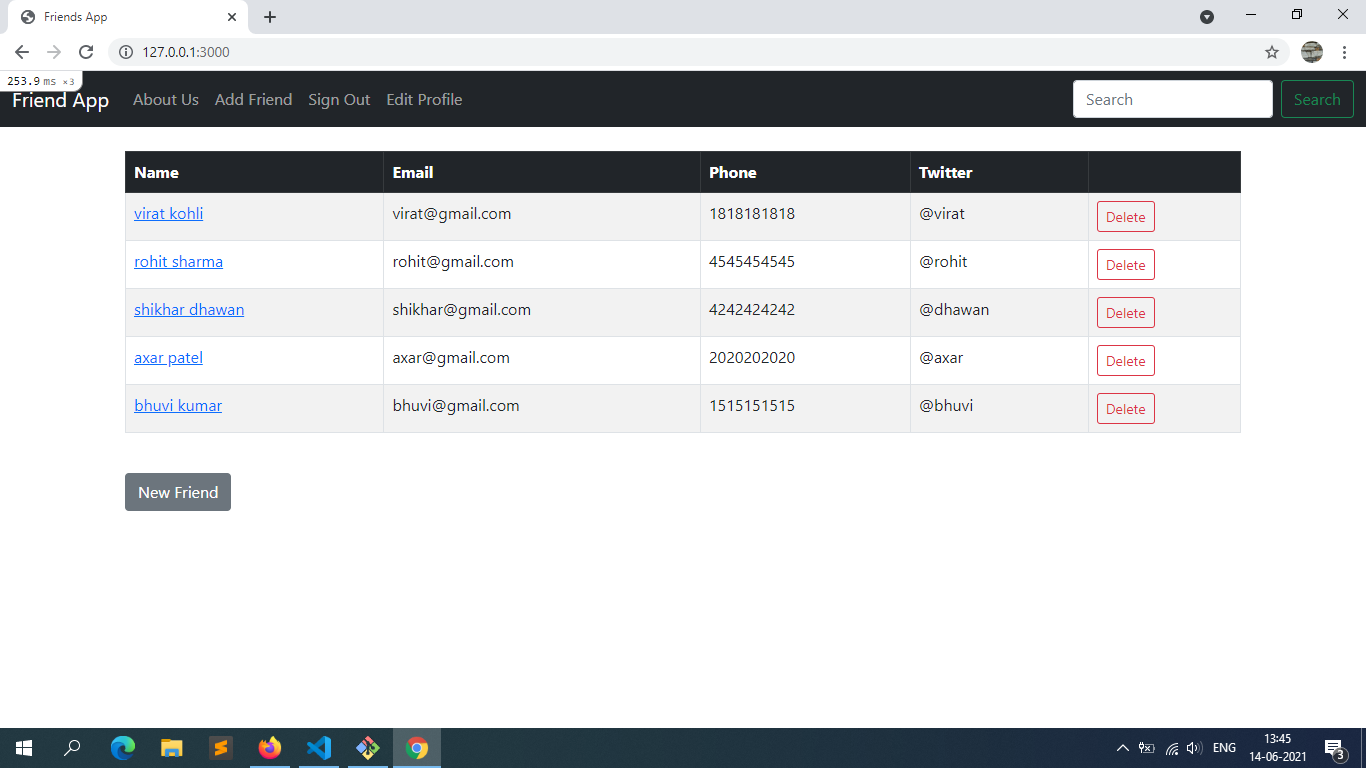 Friends App
127.0.0.1:3000
253.9 ms ×3
Friend App About Us Add Friend Sign Out Edit Profile Search Search
Name Email Phone Twitter
virat kohli virat@gmail.com 1818181818 @virat Delete
rohit sharma rohit@gmail.com 4545454545 @rohit Delete
shikhar dhawan shikhar@gmail.com 4242424242 @dhawan Delete
axar patel axar@gmail.com 2020202020 @axar Delete
bhuvi kumar bhuvi@gmail.com 1515151515 @bhuvi Delete
New Friend
ENG 13:45
14-06-2021 3